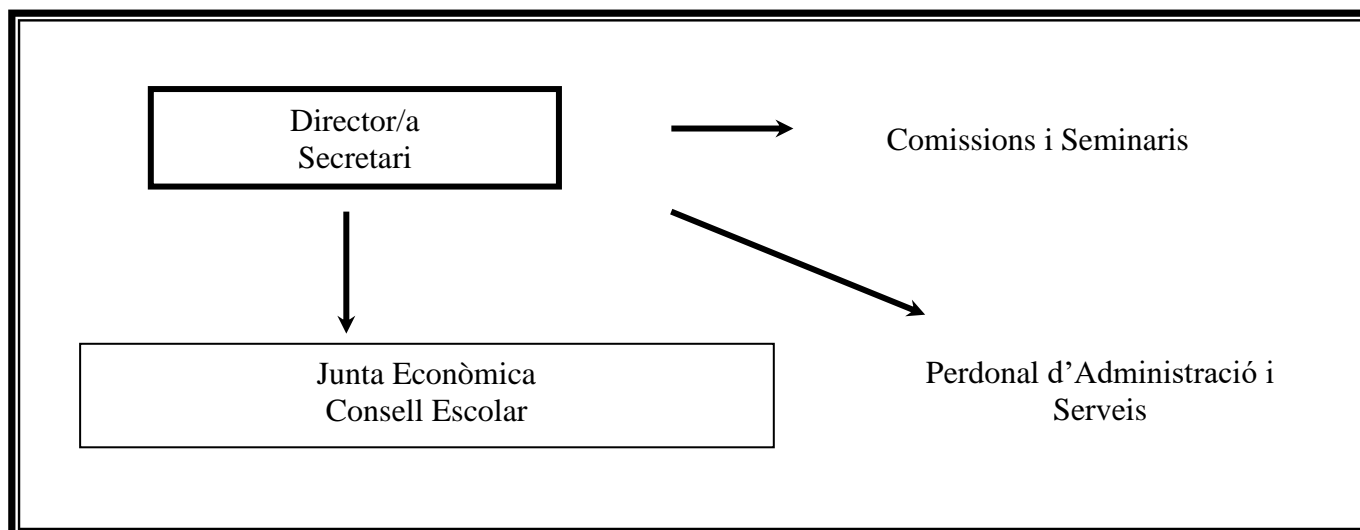 Director/a
Secretari
Comissions i Seminaris
Junta Econòmica
Consell Escolar
Perdonal d’Administració i
Serveis